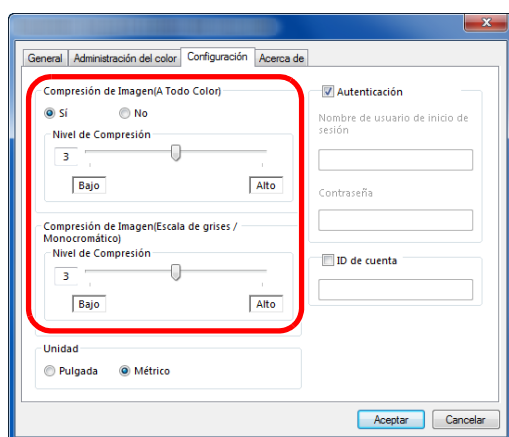 General
Administración del color
Configuración
Acerca de
Compresión de Imagen(A Todo Color)
Sí
No
Nivel de Compresión
3
Bajo
Alto
Compresión de Imagen(Escala de grises /
Monocromático)
Nivel de Compresión
3
Bajo
Alto
Unidad
Pulgada
Métrico
Autenticación
Nombre de usuario de inicio de
sesión
Contraseña
ID de cuenta
Aceptar
Cancelar